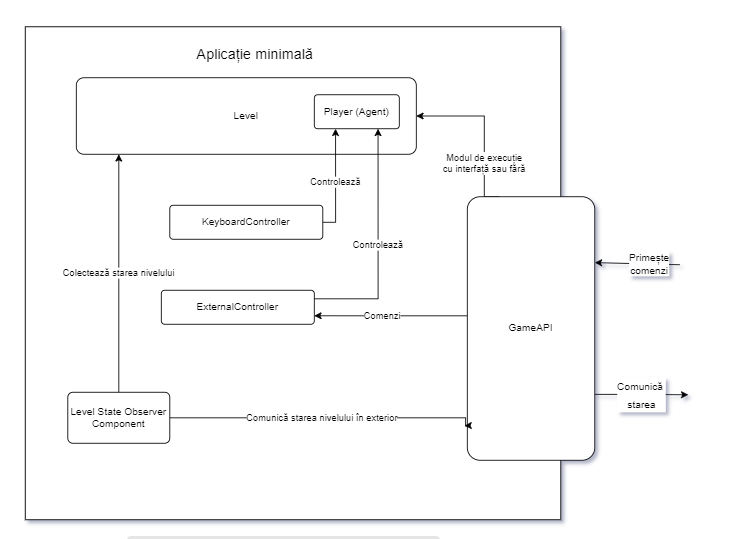 Aplicație minimală
Level
Player (Agent)
Modul de execuție
cu interfață sau fără
Controlează
KeyboardController
Controlează
Colectează starea nivelului
Primește
comenzi
ExternalController
Comenzi
GameAPI
Level State Observer
Component
Comunică starea nivelului în exterior
Comunică
starea